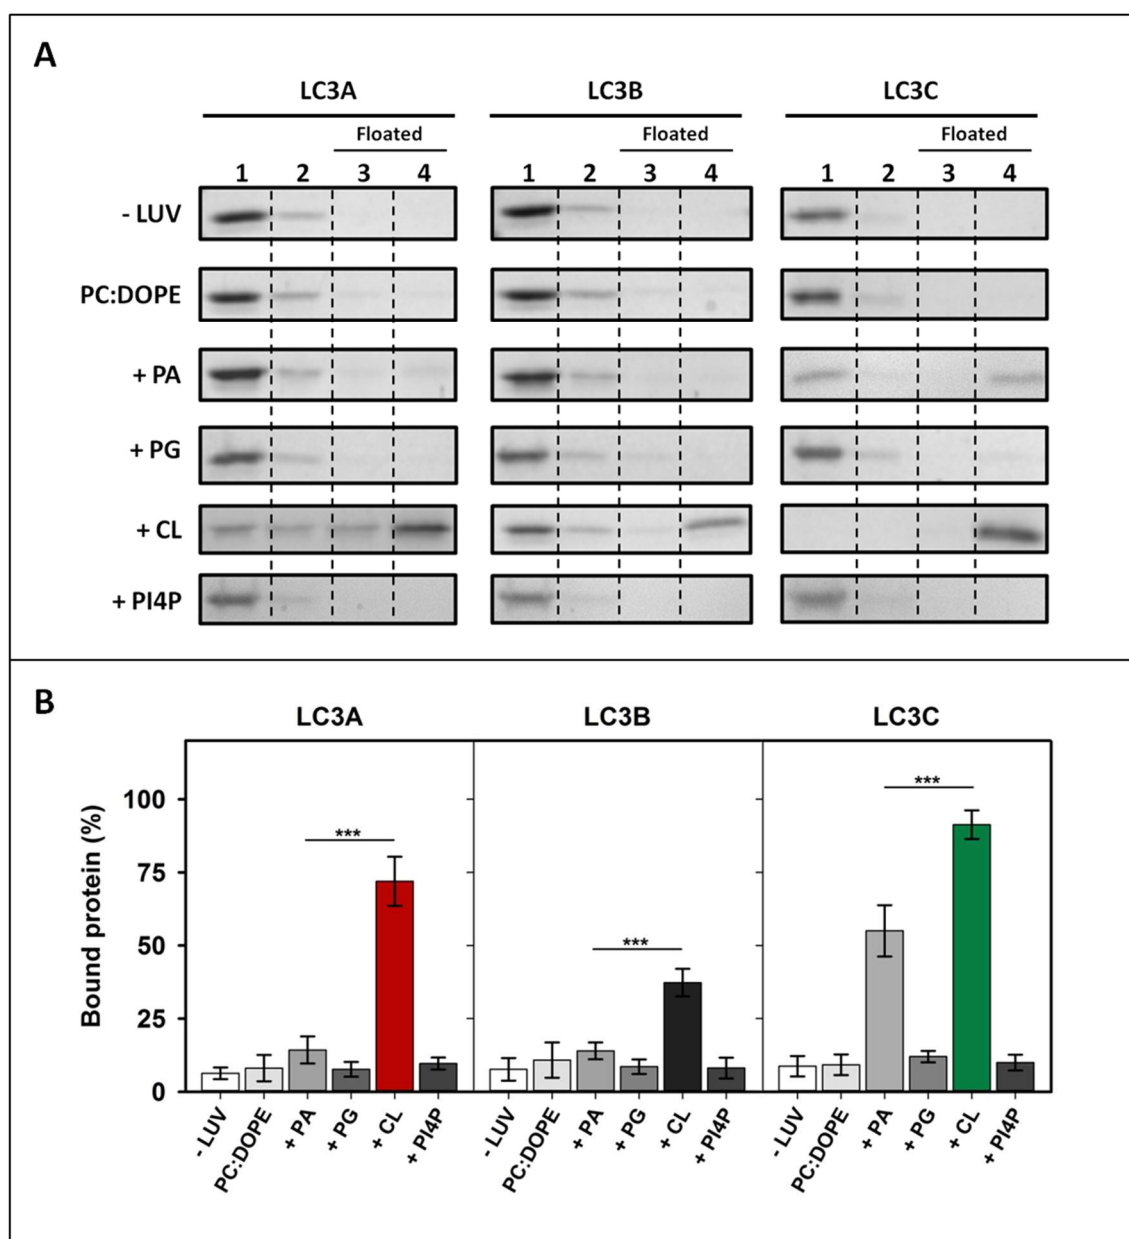 A
LC3A LC3B LC3C
Floated Floated Floated
1 2 3 4 1 2 3 4 1 2 3 4
- LUV
PC:DOPE
+ PA
+ PG
+ CL
+ PI4P
B
LC3A LC3B LC3C
Bound protein (%)
100
75
50
25
0
***
***
***
- LUV PC:DOPE + PA + PG + CL + PI4P - LUV PC:DOPE + PA + PG + CL + PI4P - LUV PC:DOPE + PA + PG + CL + PI4P